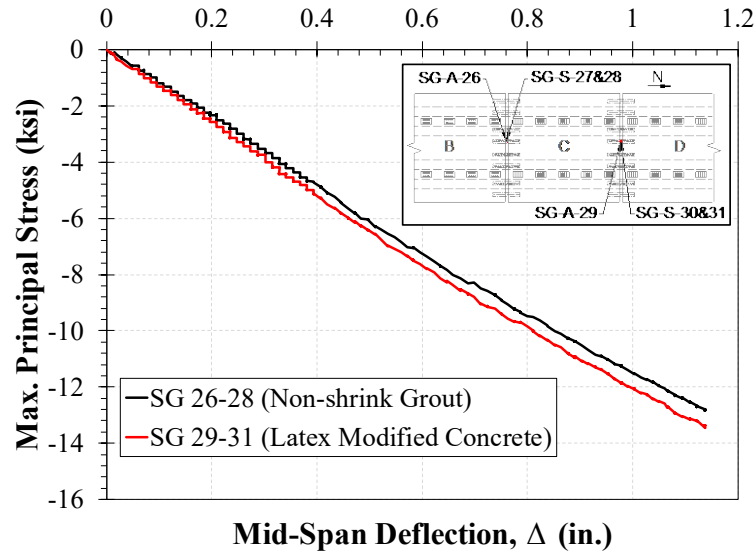 0 0.2 0.4 0.6 0.8 1 1.2
0
-2
-4
-6
-8
-10
-12
-14
-16
Max. Principal Stress (ksi)
SG-A-26 SG-S-27&28 N
B C D
SG-A-29 SG-S-30&31
SG 26-28 (Non-shrink Grout)
SG 29-31 (Latex Modified Concrete)
Mid-Span Deflection, Δ (in.)